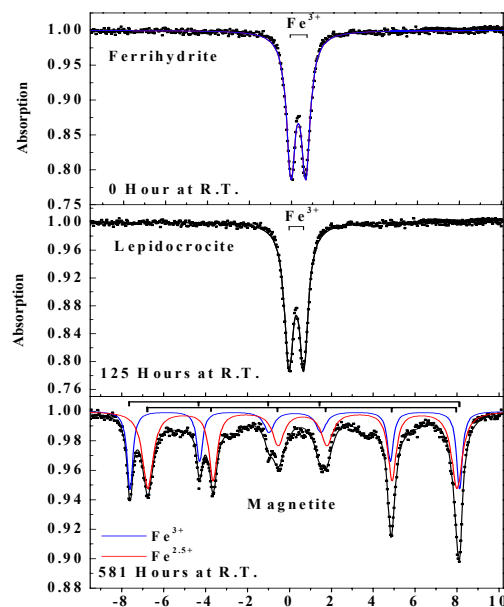 Fe3+
1.00
Ferrihydrite
0.95
0.90
0.85
0.80
0 Hour at R.T.
0.75
Absorption
Fe3+
1.00
Lepidocrocite
0.96
0.92
0.88
0.84
0.80
125 Hours at R.T.
0.76
Absorption
1.00
0.98
0.96
0.94
Magnetite
0.92
Fe3+
0.90
Fe2.5+
581 Hours at R.T.
0.88
-8 -6 -4 -2 0 2 4 6 8 10